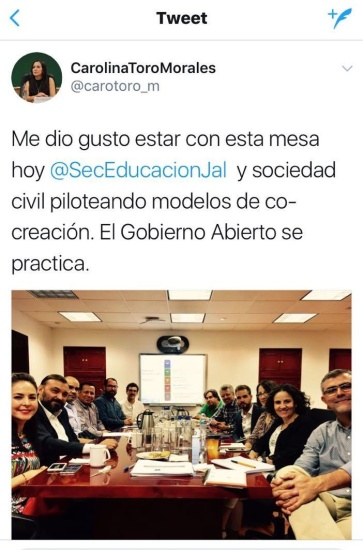 Tweet
CarolinaToroMorales
@carotoro_m
Me dio gusto estar con esta mesa
hoy @SecEducacionJal y sociedad
civil piloteando modelos de co-
creación. El Gobierno Abierto se
practica.